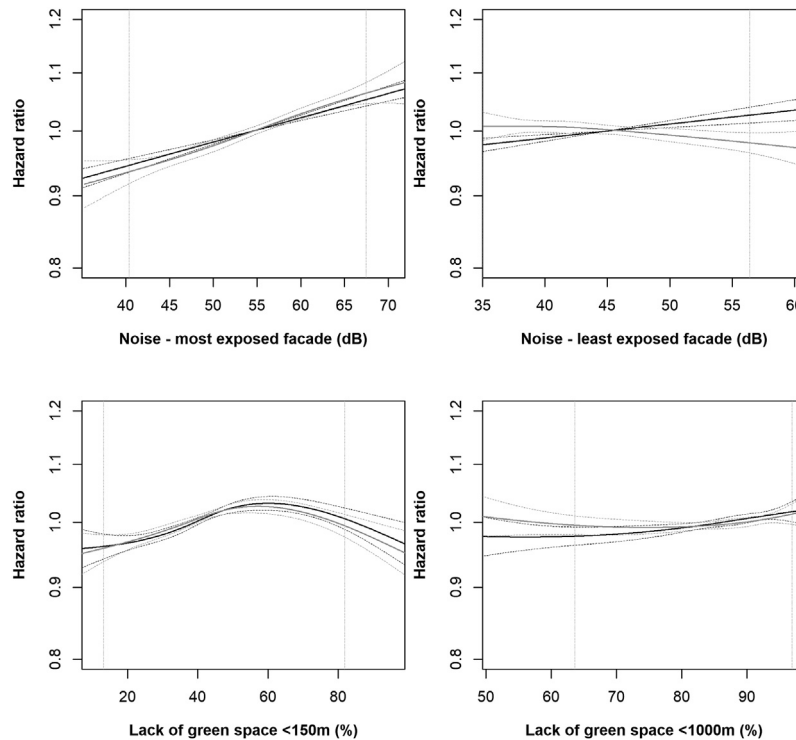 Hazard ratio
1.2
1.1
1.0
0.9
0.8
40 45 50 55 60 65 70
Noise - most exposed facade (dB)
Hazard ratio
1.2
1.1
1.0
0.9
0.8
35 40 45 50 55
Noise - least exposed facade (dB)
Hazard ratio
1.2
1.1
1.0
0.9
0.8
20 40 60 80
Lack of green space <150m (%)
Hazard ratio
1.2
1.1
1.0
0.9
0.8
50 60 70 80 90
Lack of green space <1000m (%)